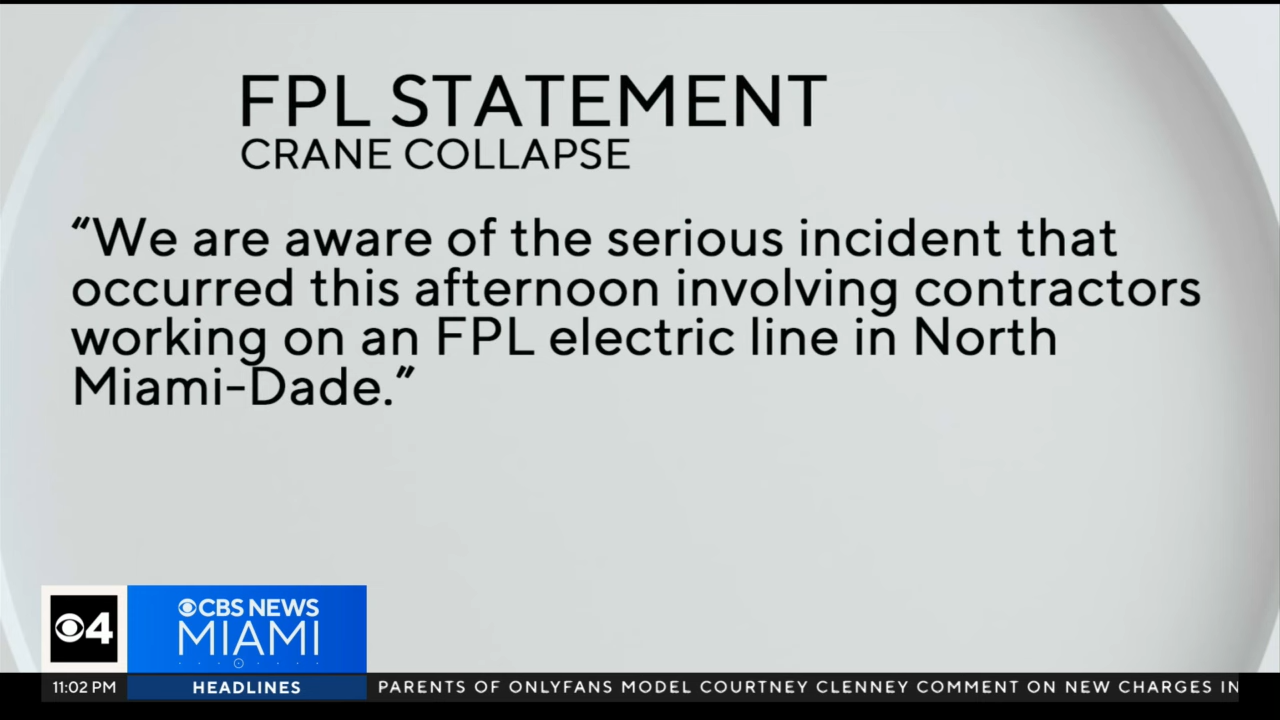 FPL STATEMENT
CRANE COLLAPSE
“We are aware of the serious incident that
occurred this afternoon involving contractors
working on an FPL electric line in North
Miami-Dade.”
4
CBS NEWS
MIAMI
11:02 PM
HEADLINES
PARENTS OF ONLYFANS MODEL COURTNEY CLENNEY COMMENT ON NEW CHARGES IN